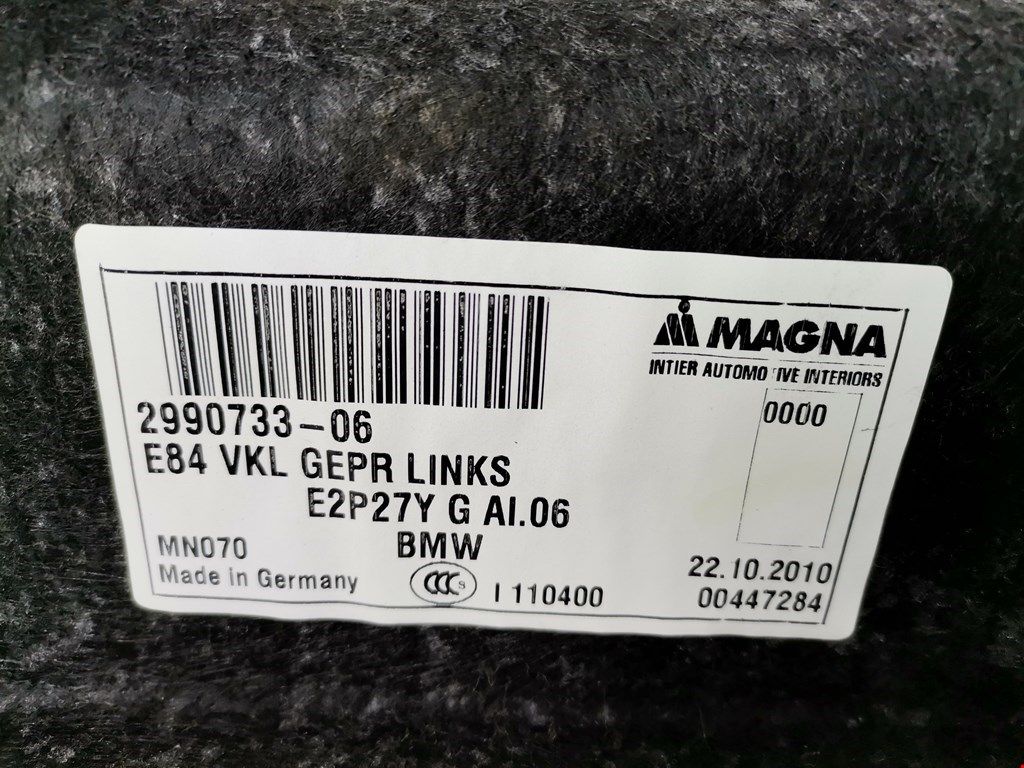 MAGNA
INTIER AUTOMOTIVE INTERIORS
0000
2990733-06
E84 VKL GEPR LINKS
E2P27Y G AI.06
MN070
BMW
Made in Germany
CCC S
I 110400
22.10.2010
00447284